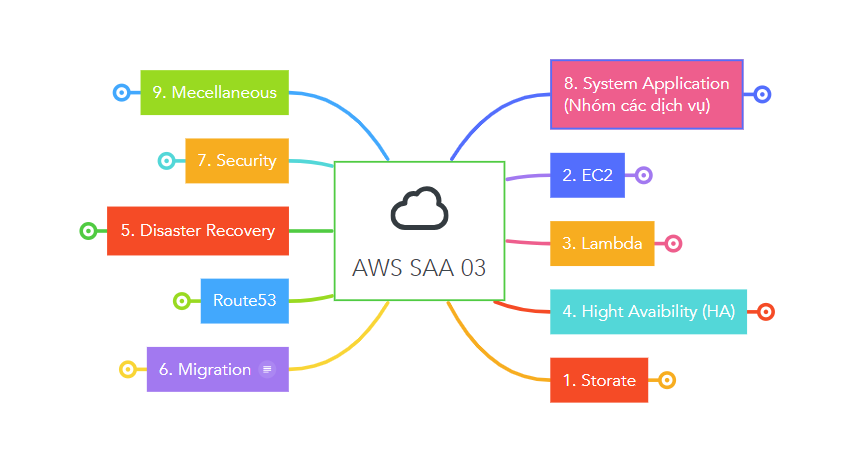 9. Mecellaneous
7. Security
5. Disaster Recovery
Route53
6. Migration
AWS SAA 03
8. System Application
(Nhóm các dịch vụ)
2. EC2
3. Lambda
4. Hight Avaibility (HA)
1. Storate